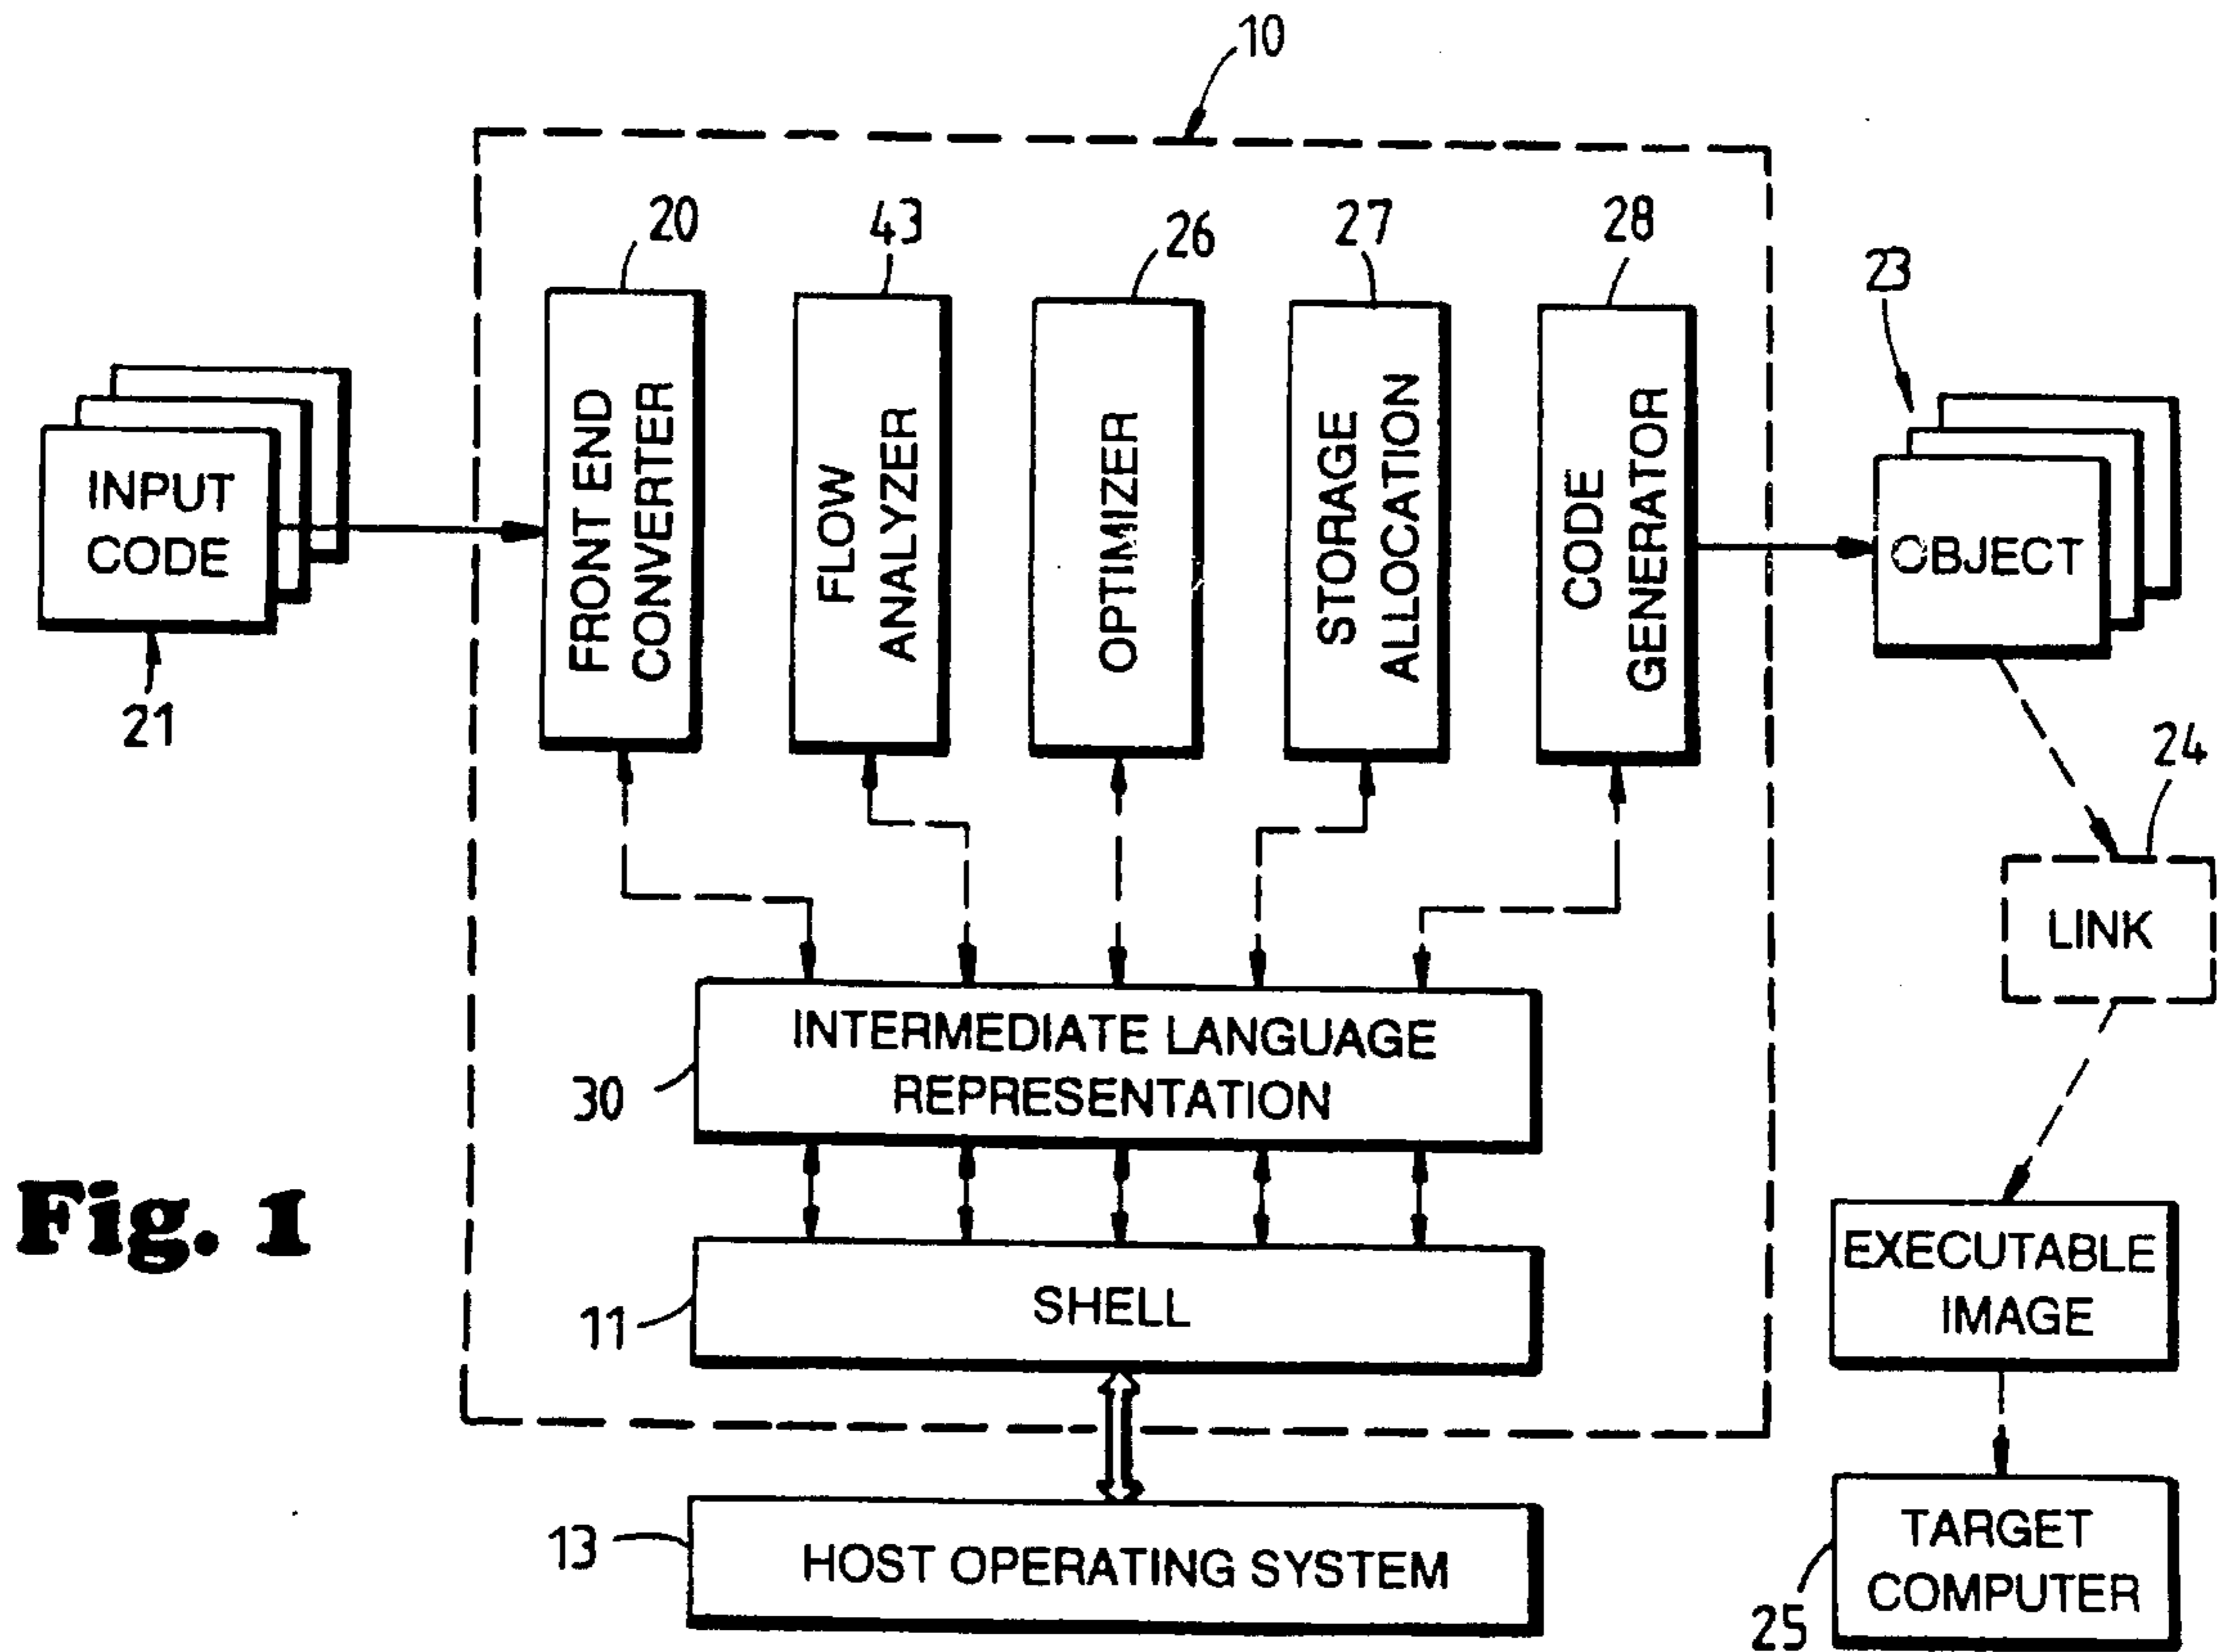 10
20
43
26
27
28
23
FRONT END
CONVERTER
FLOW
ANALYZER
OPTIMIZER
STORAGE
ALLOCATION
CODE
GENERATOR
INPUT
CODE
21
OBJECT
24
LINK
INTERMEDIATE LANGUAGE
REPRESENTATION
30
Fig. 1
SHELL
11
EXECUTABLE
IMAGE
HOST OPERATING SYSTEM
13
TARGET
COMPUTER
25